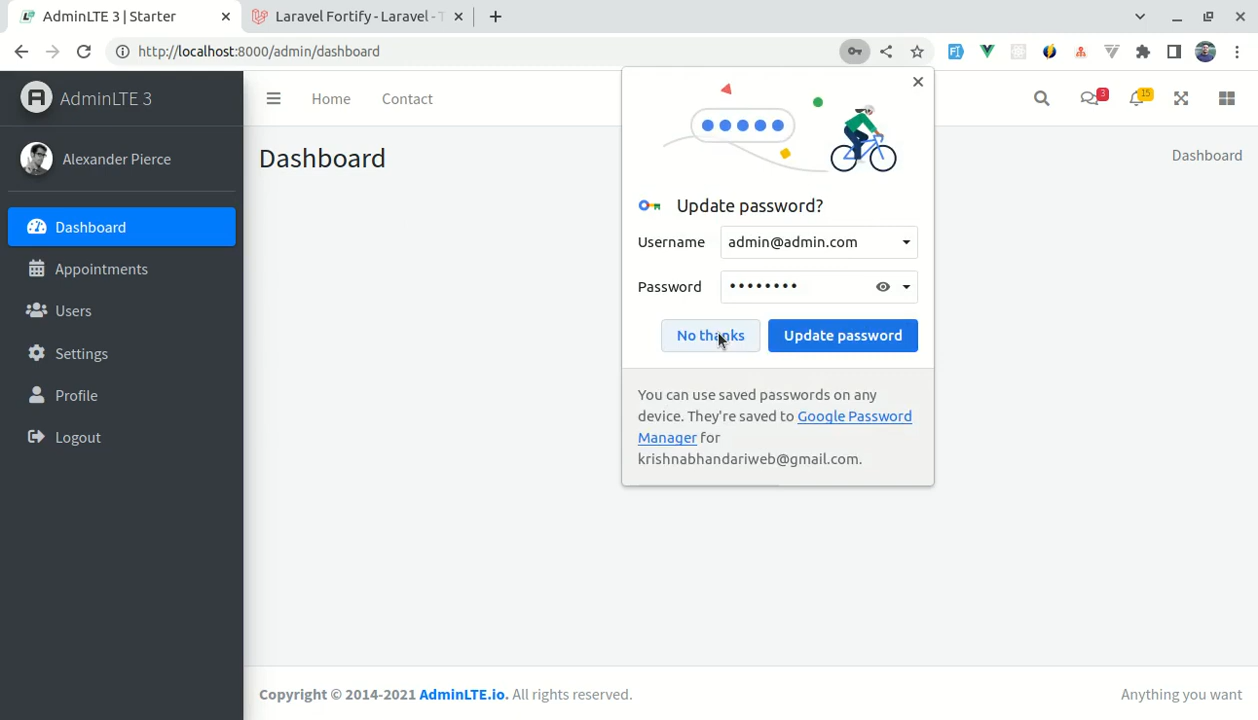 AdminLTE 3 | Starter
Laravel Fortify - Laravel - T
http://localhost:8000/admin/dashboard
AdminLTE 3
Home
Contact
3
15
Alexander Pierce
Dashboard
Dashboard
Dashboard
Appointments
Users
Settings
Profile
Logout
Update password?
Username
admin@admin.com
Password
••••••••
No thanks
Update password
You can use saved passwords on any
device. They're saved to Google Password
Manager for
krishnabhandariweb@gmail.com.
Copyright © 2014-2021 AdminLTE.io. All rights reserved.
Anything you want